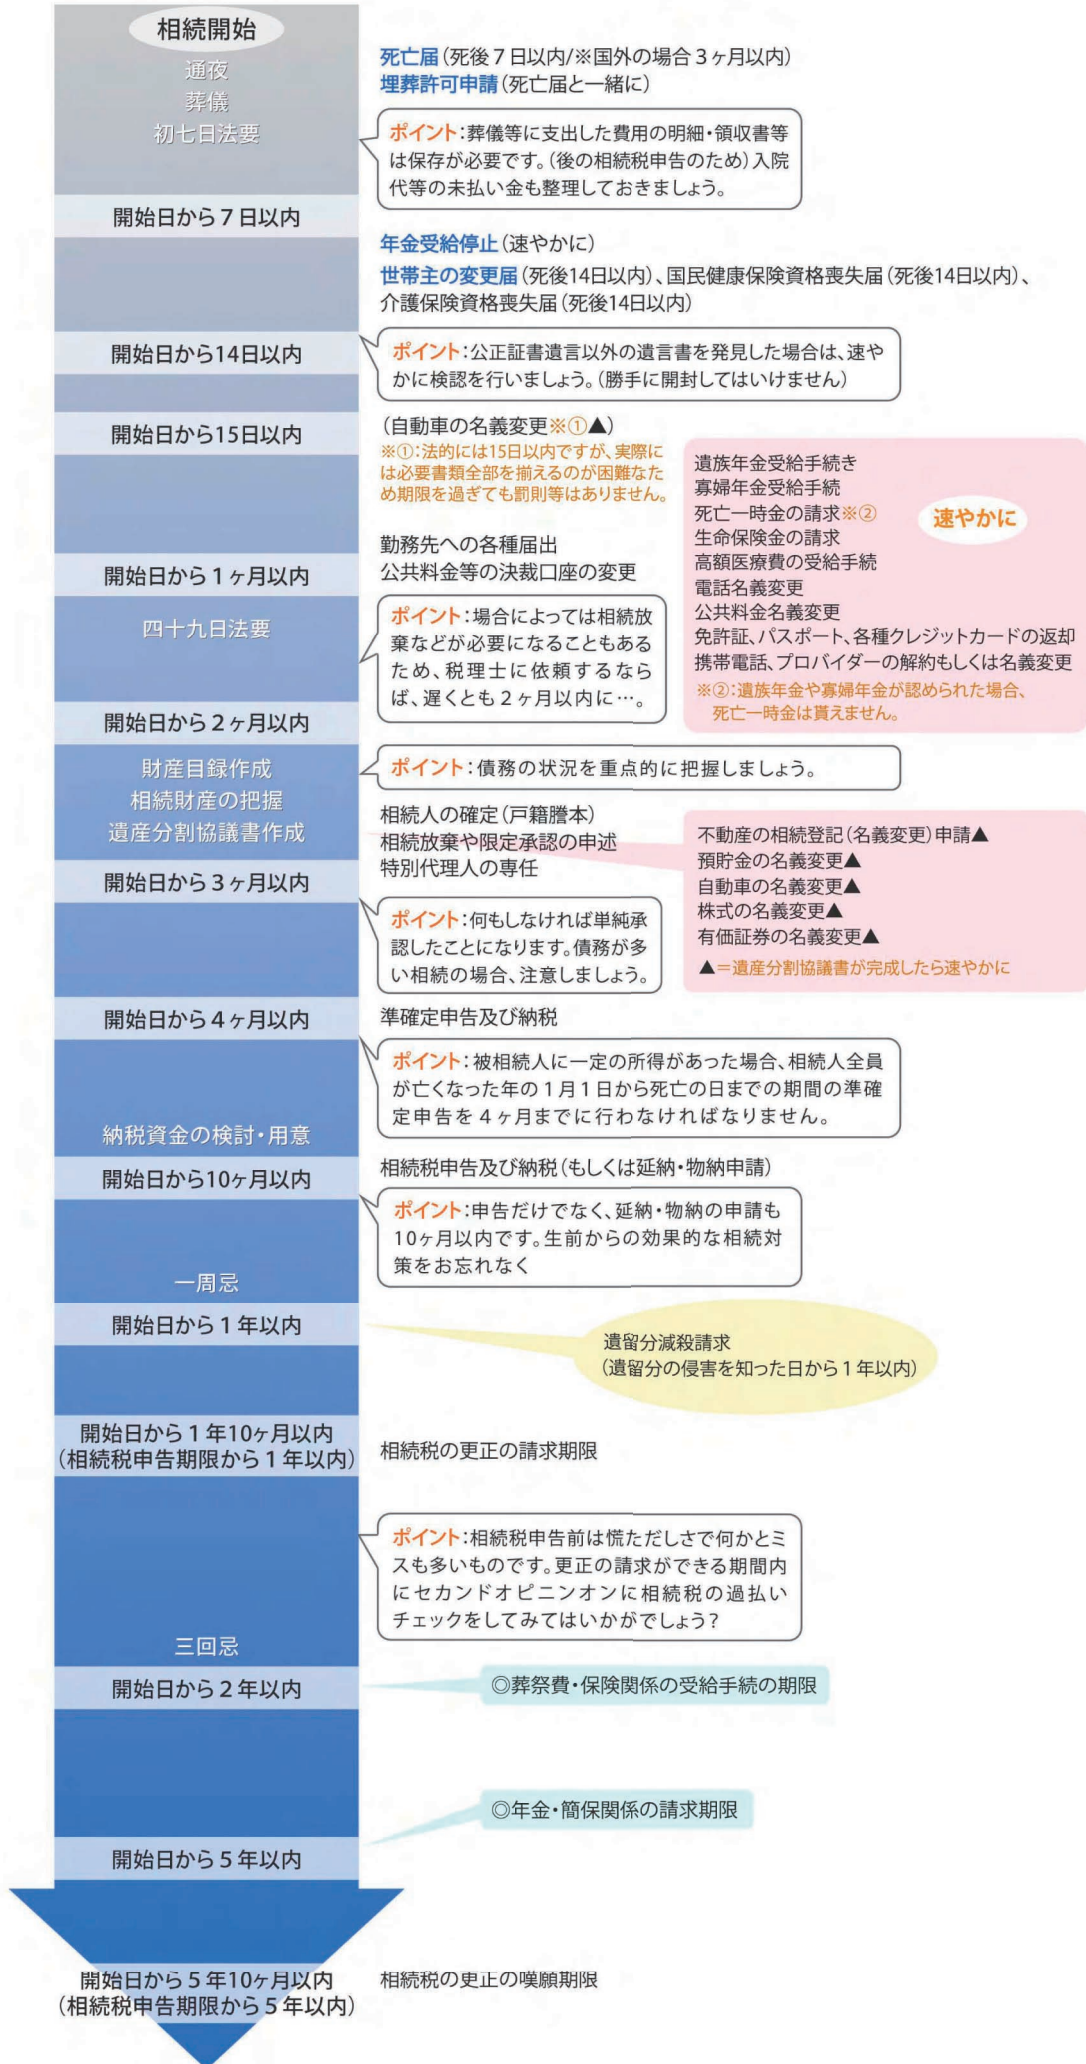 相続開始
通夜
葬儀
初七日法要
死亡届(死後7日以内/※国外の場合3ヶ月以内)
埋葬許可申請(死亡届と一緒に)
ポイント:葬儀等に支出した費用の明細・領収書等
は保存が必要です。(後の相続税申告のため)入院
代等の未払い金も整理しておきましょう。
開始日から7日以内
年金受給停止(速やかに)
世帯主の変更届(死後14日以内)、国民健康保険資格喪失届(死後14日以内)、
介護保険資格喪失届(死後14日以内)
開始日から14日以内
ポイント:公正証書遺言以外の遺言書を発見した場合は、速や
かに検認を行いましょう。(勝手に開封してはいけません)
開始日から15日以内
(自動車の名義変更※①▲)
※①:法的には15日以内ですが、実際に
は必要書類全部を揃えるのが困難なた
め期限を過ぎても罰則等はありません。
勤務先への各種届出
公共料金等の決裁口座の変更
開始日から1ヶ月以内
遺族年金受給手続き
寡婦年金受給手続
死亡一時金の請求※②
生命保険金の請求
高額医療費の受給手続
電話名義変更
公共料金名義変更
免許証、パスポート、各種クレジットカードの返却
携帯電話、プロバイダーの解約もしくは名義変更
※②:遺族年金や寡婦年金が認められた場合、
死亡一時金は貰えません。
速やかに
四十九日法要
ポイント:場合によっては相続放
棄などが必要になることもある
ため、税理士に依頼するなら
ば、遅くとも2ヶ月以内に…。
開始日から2ヶ月以内
財産目録作成
相続財産の把握
遺産分割協議書作成
ポイント:債務の状況を重点的に把握しましょう。
相続人の確定(戸籍謄本)
相続放棄や限定承認の申述
特別代理人の専任
不動産の相続登記(名義変更)申請▲
預貯金の名義変更▲
自動車の名義変更▲
株式の名義変更▲
有価証券の名義変更▲
▲=遺産分割協議書が完成したら速やかに
開始日から3ヶ月以内
ポイント:何もしなければ単純承
認したことになります。債務が多
い相続の場合、注意しましょう。
開始日から4ヶ月以内
準確定申告及び納税
ポイント:被相続人に一定の所得があった場合、相続人全員
が亡くなった年の1月1日から死亡の日までの期間の準確
定申告を4ヶ月までに行わなければなりません。
納税資金の検討・用意
開始日から10ヶ月以内
相続税申告及び納税(もしくは延納・物納申請)
ポイント:申告だけでなく、延納・物納の申請も
10ヶ月以内です。生前からの効果的な相続対
策をお忘れなく
一周忌
開始日から1年以内
遺留分減殺請求
(遺留分の侵害を知った日から1年以内)
開始日から1年10ヶ月以内
(相続税申告期限から1年以内)
相続税の更正の請求期限
ポイント:相続税申告前は慌ただしさで何かとミ
スも多いものです。更正の請求ができる期間内
にセカンドオピニオンに相続税の過払い
チェックをしてみてはいかがでしょう?
三回忌
開始日から2年以内
◎葬祭費・保険関係の受給手続の期限
◎年金・簡保関係の請求期限
開始日から5年以内
開始日から5年10ヶ月以内
(相続税申告期限から5年以内)
相続税の更正の嘆願期限